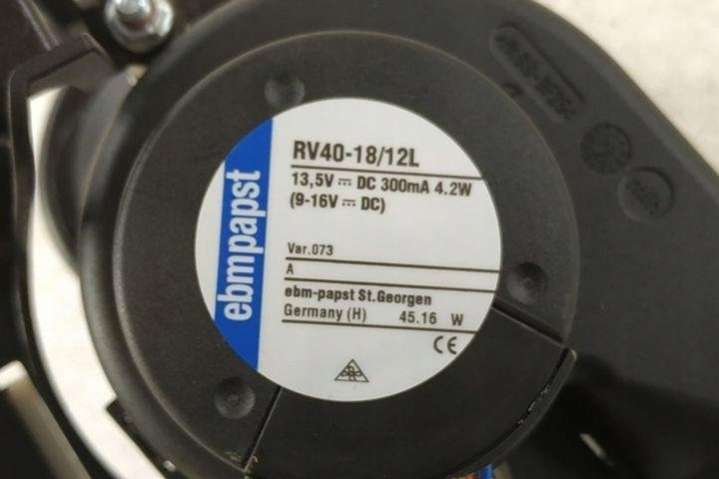 ebmpapst
RV40-18/12L
13,5V ⎓ DC 300mA 4.2W
(9-16V ⎓ DC)
Var.073
A
ebm-papst St.Georgen
Germany (H) 45.16 W
CE